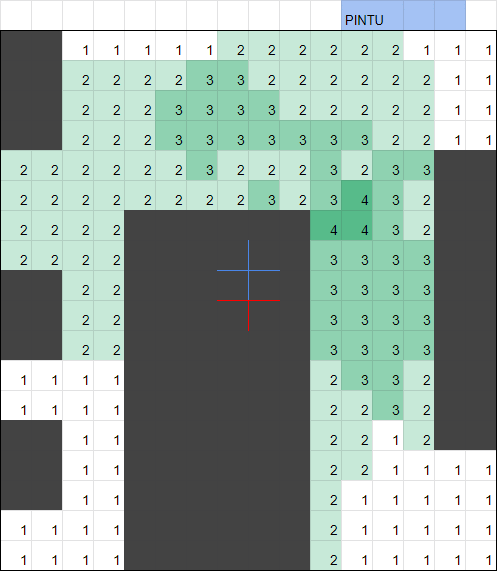 PINTU
1 1 1 1 1 2 2 2 2 2 2 1 1 1
2 2 2 2 3 3 2 2 2 2 2 2 1 1
2 2 2 3 3 3 3 2 2 2 2 2 1 1
2 2 2 3 3 3 3 3 3 3 2 2 1 1
2 2 2 2 2 2 3 2 2 2 3 2 3 3
2 2 2 2 2 2 2 2 3 2 3 4 3 2
2 2 2 2 4 4 3 2
2 2 2 2 3 3 3 3
2 2 3 3 3 3
2 2 3 3 3 3
2 2 3 3 3 3
1 1 1 1 2 3 3 2
1 1 1 1 2 2 3 2
1 1 2 2 1 2
1 1 2 2 1 1 1 1
1 1 2 1 1 1 1 1
1 1 1 1 2 1 1 1 1 1
1 1 1 1 2 1 1 1 1 1